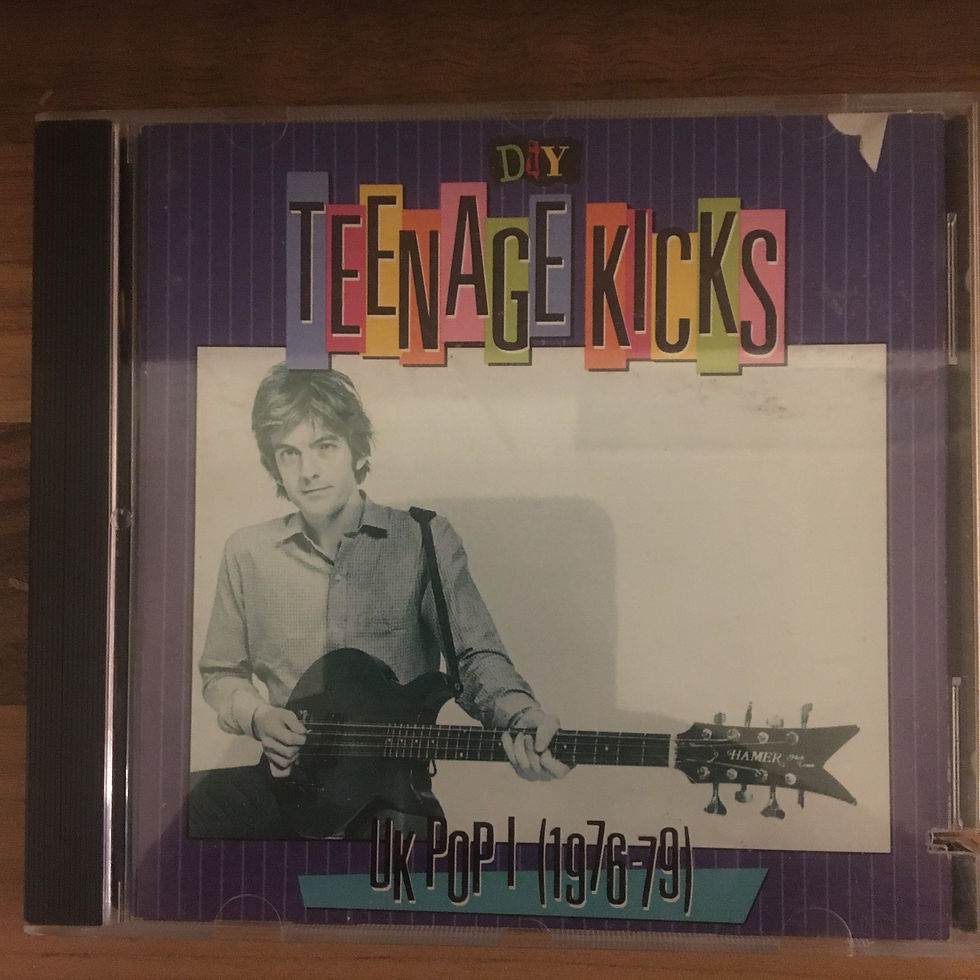 DIY
TEENAGE KICKS
HAMER
UK POP I (1976-79)